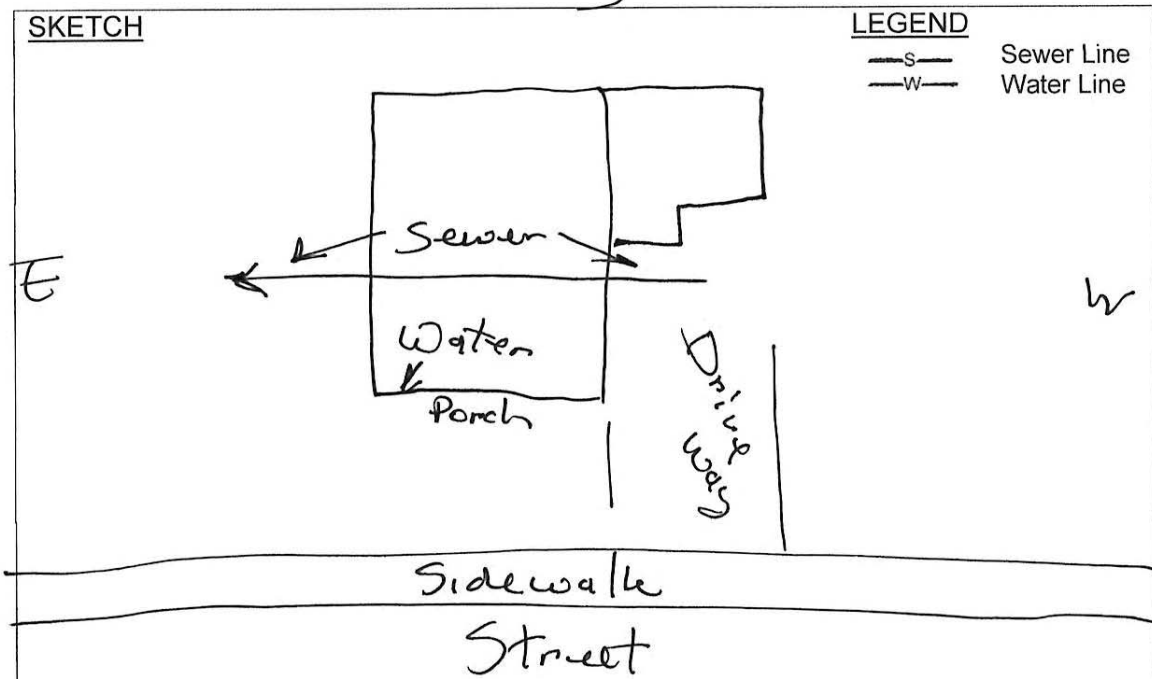 SKETCH
LEGEND
S Sewer Line
W Water Line
Sewer
E
W
Water
Porch
Drive
way
Sidewalk
Street